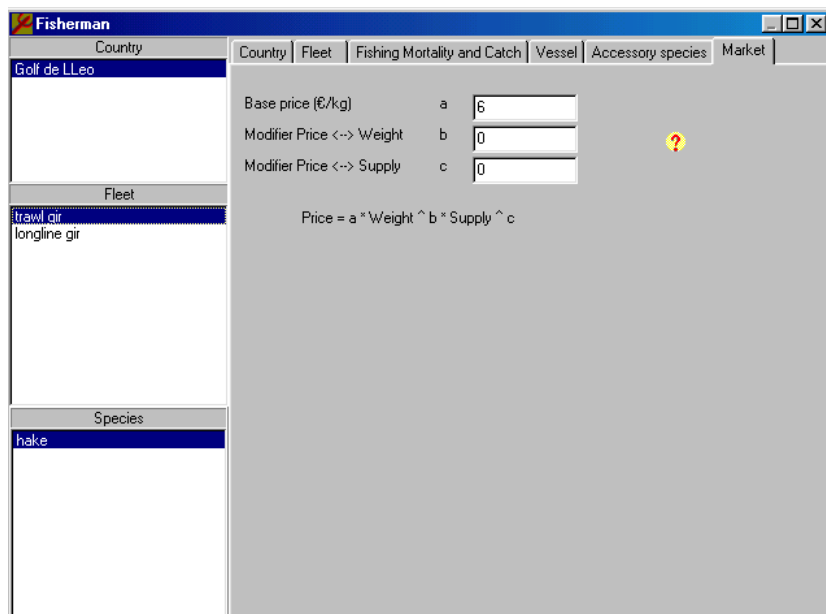 Fisherman
Country
Golf de LLeo
Fleet
trawl gir
longline gir
Species
hake
Country Fleet Fishing Mortality and Catch Vessel Accessory species Market
Base price (€/kg) a 6
Modifier Price <--> Weight b 0
Modifier Price <--> Supply c 0
?
Price = a * Weight ^ b * Supply ^ c